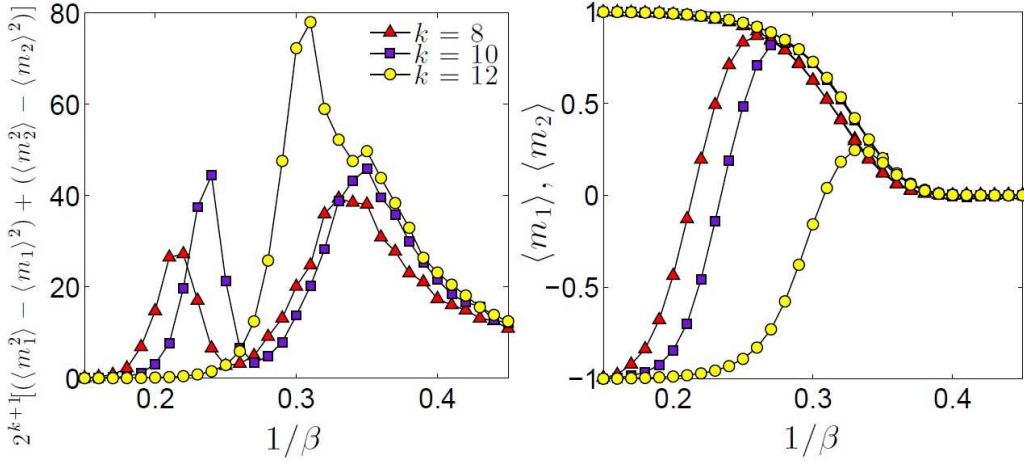 2^{k+1}[(⟨m_1^2⟩ − ⟨m_1⟩^2) + (⟨m_2^2⟩ − ⟨m_2⟩^2)]
80
60
40
20
0
0.2
0.3
0.4
1/β
k = 8
k = 10
k = 12
⟨m_1⟩, ⟨m_2⟩
1
0.5
0
−0.5
−1
0.2
0.3
0.4
1/β